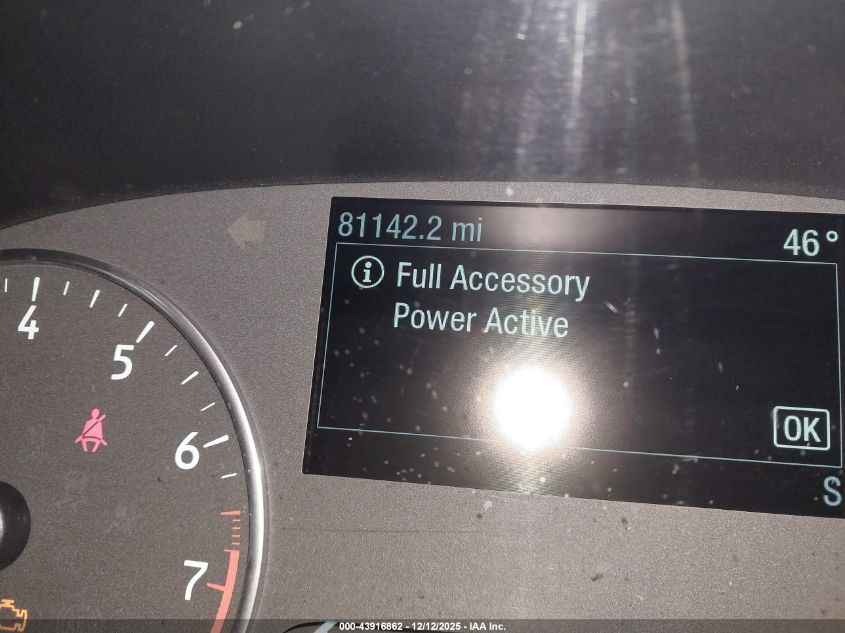 81142.2 mi
46°
Full Accessory
Power Active
OK
S
4
5
6
7
000-43916862 - 12/12/2025 - IAA Inc.